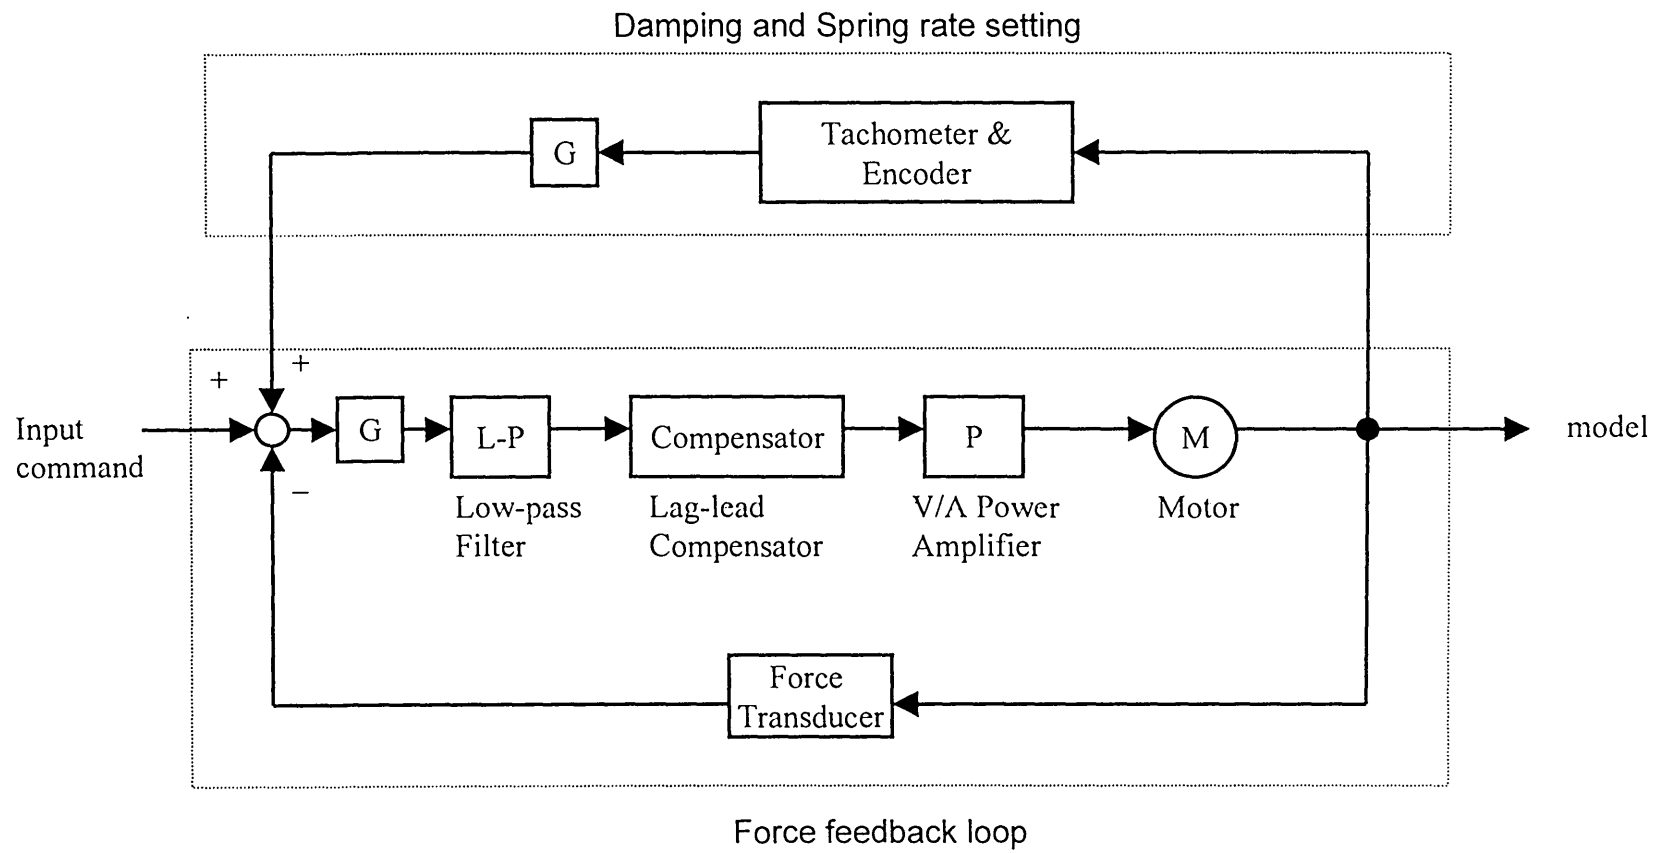 Damping and Spring rate setting
G
Tachometer &
Encoder
+
+
Input
command
G
L-P
Compensator
P
M
model
−
Low-pass
Filter
Lag-lead
Compensator
V/A Power
Amplifier
Motor
Force
Transducer
Force feedback loop